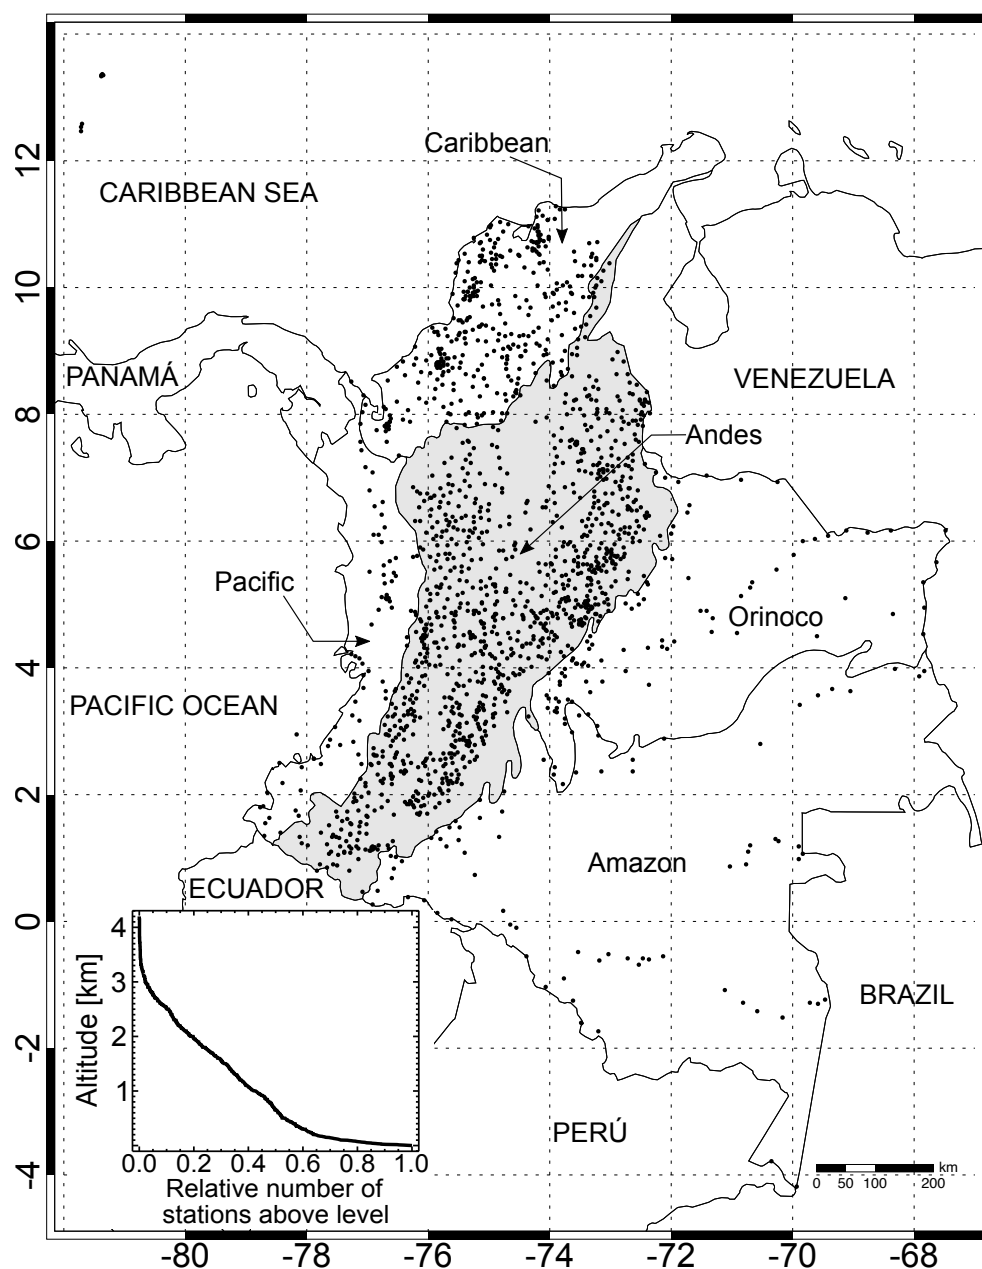 12
10
8
6
4
2
0
-2
-4
Caribbean
CARIBBEAN SEA
PANAMÁ
VENEZUELA
Andes
Pacific
Orinoco
PACIFIC OCEAN
Amazon
ECUADOR
BRAZIL
PERÚ
4
3
2
1
Altitude [km]
0.0 0.2 0.4 0.6 0.8 1.0
Relative number of
stations above level
km
0 50 100 200
-80 -78 -76 -74 -72 -70 -68